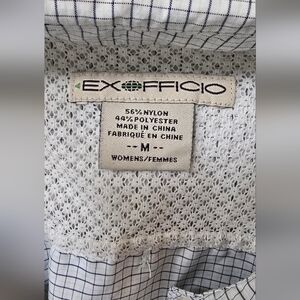 EXOFFICIO
56% NYLON
44% POLYESTER
MADE IN CHINA
FABRIQUÉ EN CHINE
-- M --
WOMENS/FEMMES